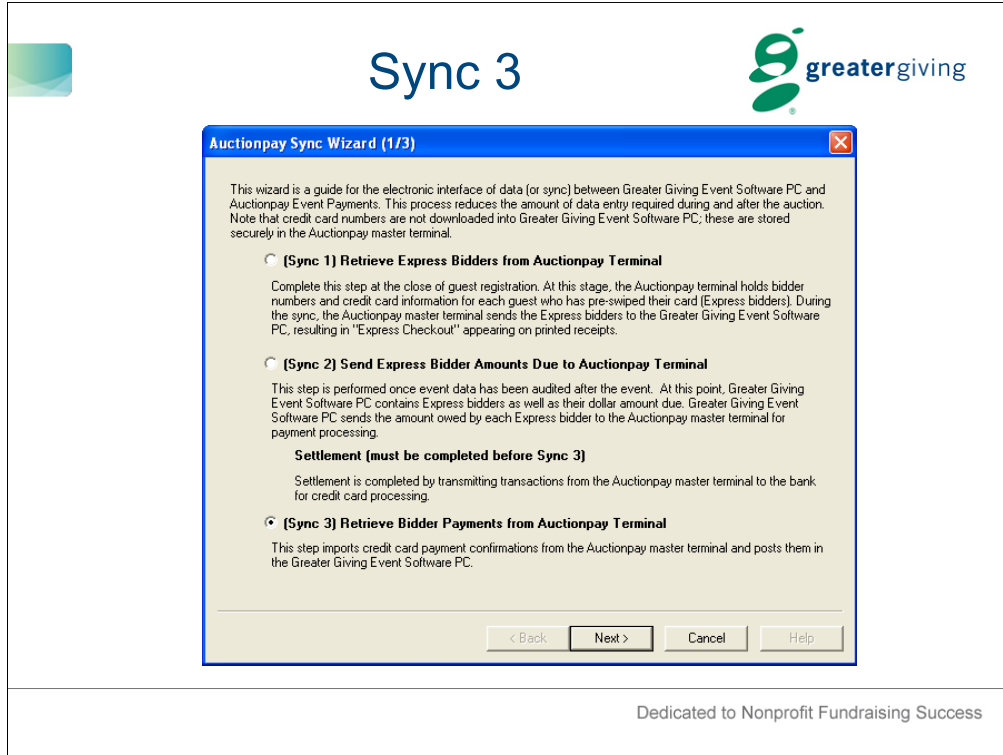 Sync 3
greatergiving
®
Auctionpay Sync Wizard (1/3)
This wizard is a guide for the electronic interface of data (or sync) between Greater Giving Event Software PC and
Auctionpay Event Payments. This process reduces the amount of data entry required during and after the auction.
Note that credit card numbers are not downloaded into Greater Giving Event Software PC; these are stored
securely in the Auctionpay master terminal.
(Sync 1) Retrieve Express Bidders from Auctionpay Terminal
Complete this step at the close of guest registration. At this stage, the Auctionpay terminal holds bidder
numbers and credit card information for each guest who has pre-swiped their card (Express bidders). During
the sync, the Auctionpay master terminal sends the Express bidders to the Greater Giving Event Software
PC, resulting in "Express Checkout" appearing on printed receipts.
(Sync 2) Send Express Bidder Amounts Due to Auctionpay Terminal
This step is performed once event data has been audited after the event. At this point, Greater Giving
Event Software PC contains Express bidders as well as their dollar amount due. Greater Giving Event
Software PC sends the amount owed by each Express bidder to the Auctionpay master terminal for
payment processing.
Settlement (must be completed before Sync 3)
Settlement is completed by transmitting transactions from the Auctionpay master terminal to the bank
for credit card processing.
(Sync 3) Retrieve Bidder Payments from Auctionpay Terminal
This step imports credit card payment confirmations from the Auctionpay master terminal and posts them in
the Greater Giving Event Software PC.
< Back Next > Cancel Help
Dedicated to Nonprofit Fundraising Success